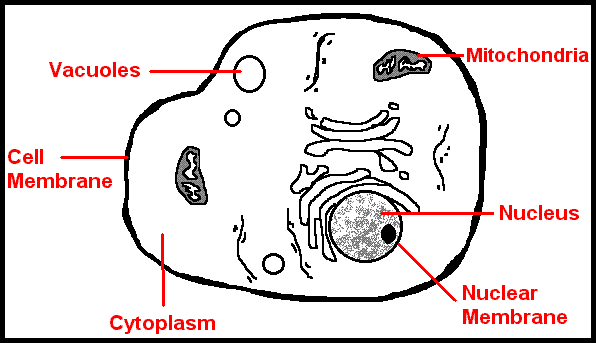 Mitochondria
Vacuoles
Cell
Membrane
Nucleus
Nuclear
Membrane
Cytoplasm